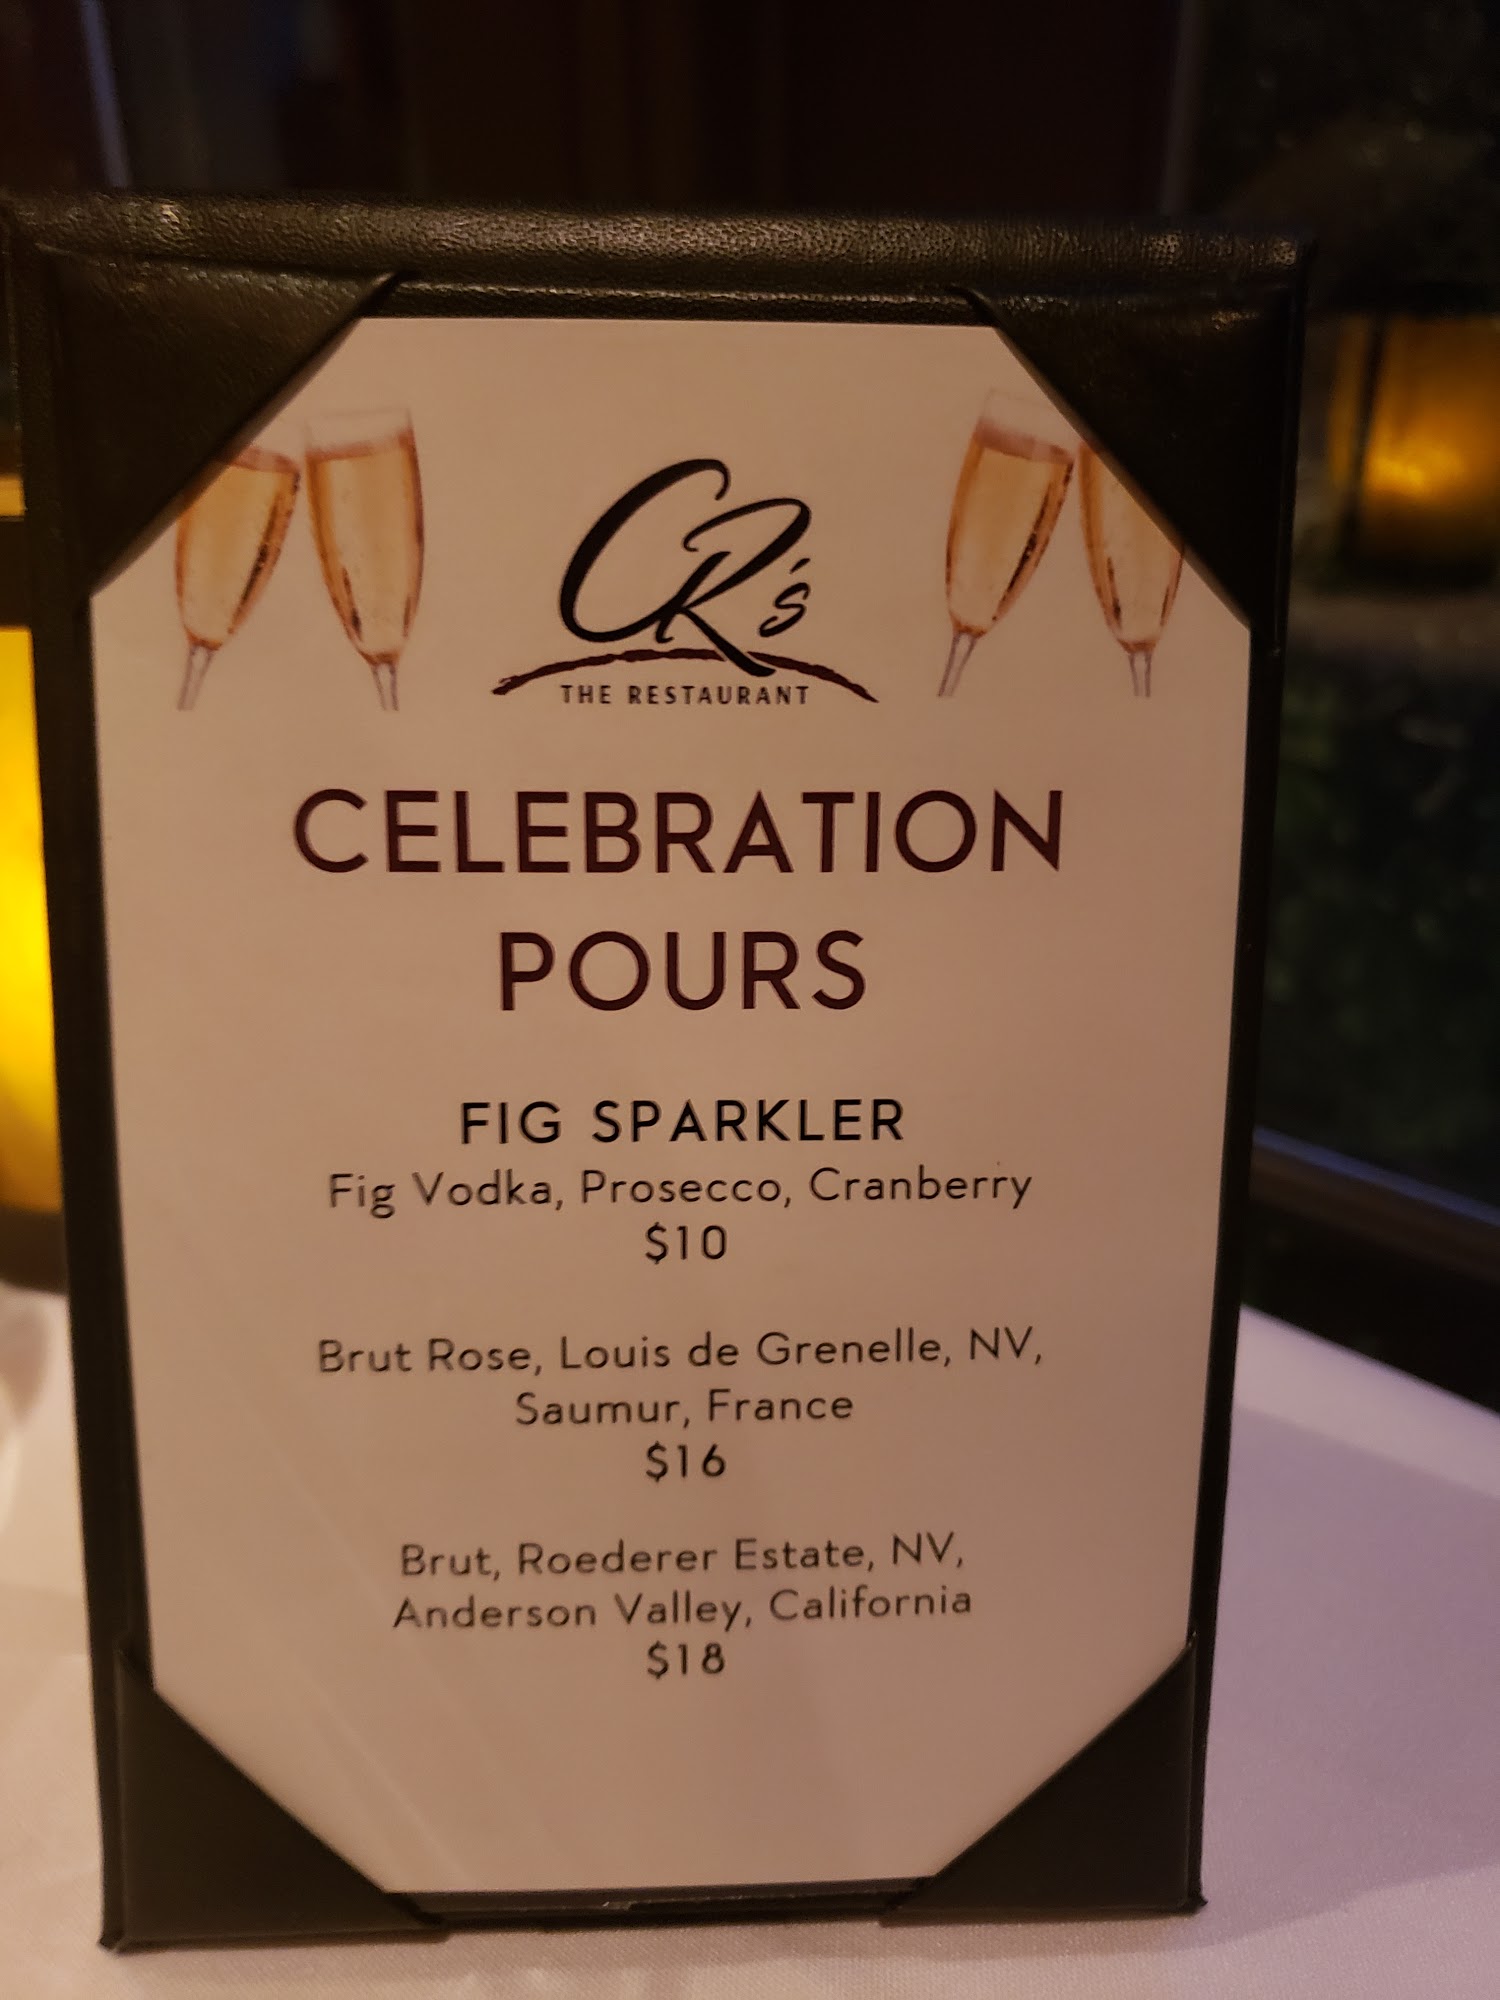 CR's
THE RESTAURANT
CELEBRATION
POURS
FIG SPARKLER
Fig Vodka, Prosecco, Cranberry
$10
Brut Rose, Louis de Grenelle, NV,
Saumur, France
$16
Brut, Roederer Estate, NV,
Anderson Valley, California
$18